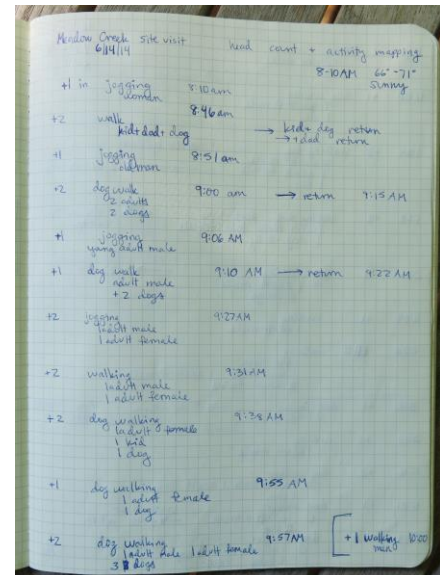 Meadow Creek site visit head count + activity mapping
6/14/14 8-10AM 66°-71°
sunny
+1 in jogging 8:10am
woman
+2 walk 8:46am
kid+dad+dog → kid+dog return
→ +dad return
+1 jogging 8:51am
old man
+2 dog walk 9:00 am → return 9:15 AM
2 adults
2 dogs
+1 jogging 9:06 AM
young adult male
+1 dog walk 9:10 AM → return 9:22 AM
adult male
+2 dogs
+2 jogging 9:27AM
1 adult male
1 adult female
+2 walking 9:31AM
1 adult male
1 adult female
+2 dog walking 9:38 AM
1 adult female
1 kid
1 dog
+1 dog walking 9:55 AM
1 adult female
1 dog
+2 dog walking 9:57AM [ +1 walking 10:00
1 adult male 1 adult female man
3 dogs